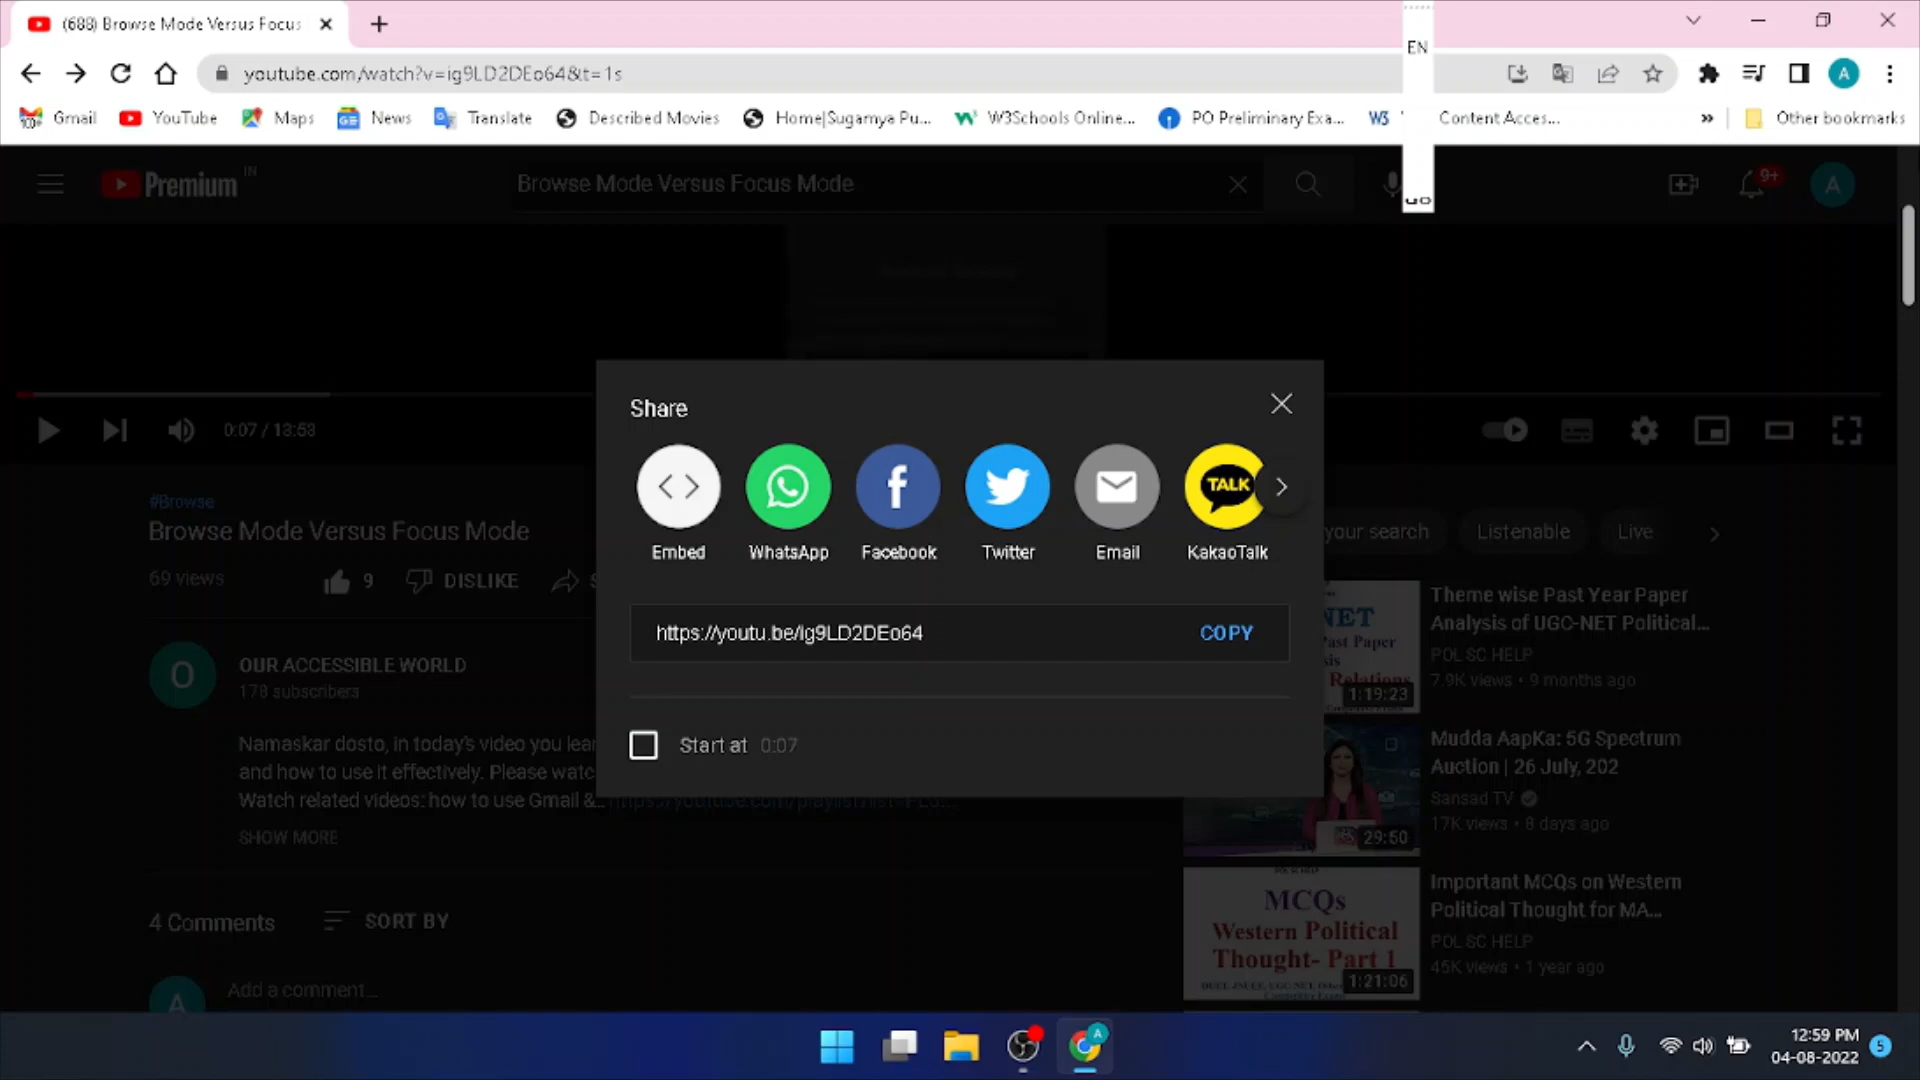 (688) Browse Mode Versus Focus
EN
youtube.com/watch?v=ig9LD2DEo64&t=1s
A
Gmail
YouTube
Maps
News
Translate
Described Movies
Home|Sugamya Pu...
W3Schools Online...
PO Preliminary Exa...
Content Acces...
Other bookmarks
Premium IN
Browse Mode Versus Focus Mode
9+
A
Share
0:07 / 13:53
TALK
Embed
WhatsApp
Facebook
Twitter
Email
KakaoTalk
#Browse
Browse Mode Versus Focus Mode
69 views
9
DISLIKE
your search
Listenable
Live
https://youtu.be/ig9LD2DEo64
COPY
O
OUR ACCESSIBLE WORLD
178 subscribers
Start at 0:07
Namaskar dosto, in today's video you lear
and how to use it effectively. Please watc
Watch related videos: how to use Gmail &...
SHOW MORE
4 Comments
SORT BY
A
Add a comment...
Theme wise Past Year Paper
Analysis of UGC-NET Political...
POL SC HELP
7.9K views • 9 months ago
NET
Past Paper
Relations
1:19:23
Mudda AapKa: 5G Spectrum
Auction | 26 July, 202
Sansad TV
17K views • 8 days ago
29:50
Important MCQs on Western
Political Thought for MA...
POL SC HELP
45K views • 1 year ago
MCQs
Western Political
Thought- Part 1
1:21:06
12:59 PM
04-08-2022
5